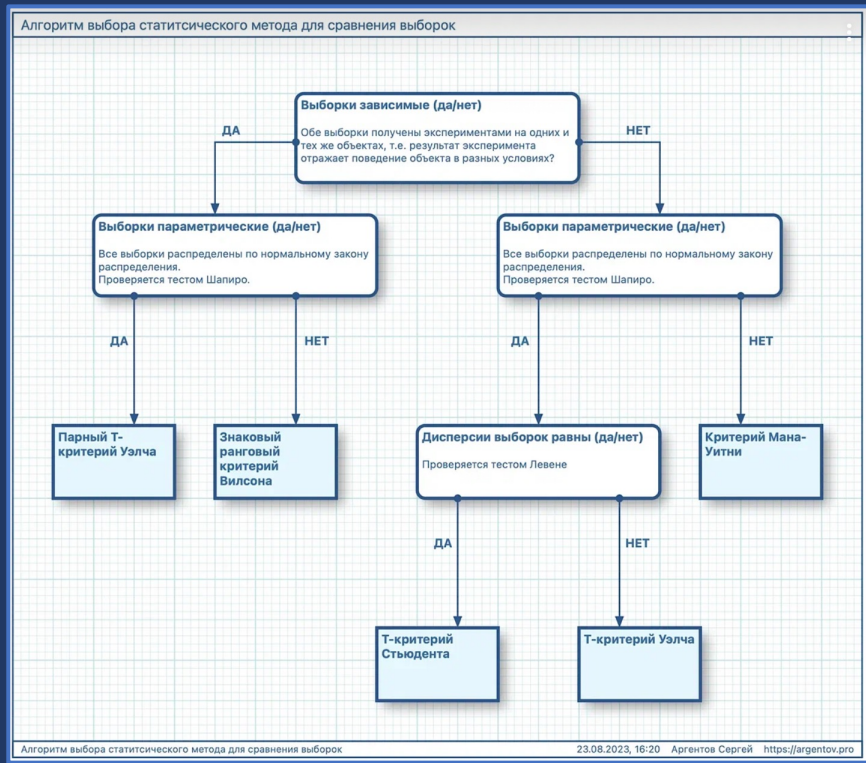 Алгоритм выбора статитсического метода для сравнения выборок
Выборки зависимые (да/нет)
Обе выборки получены экспериментами на одних и
тех же объектах, т.е. результат эксперимента
отражает поведение объекта в разных условиях?
ДА
НЕТ
Выборки параметрические (да/нет)
Все выборки распределены по нормальному закону
распределения.
Проверяется тестом Шапиро.
Выборки параметрические (да/нет)
Все выборки распределены по нормальному закону
распределения.
Проверяется тестом Шапиро.
ДА
НЕТ
ДА
НЕТ
Парный Т-
критерий Уэлча
Знаковый
ранговый
критерий
Вилсона
Дисперсии выборок равны (да/нет)
Проверяется тестом Левене
Критерий Мана-
Уитни
ДА
НЕТ
Т-критерий
Стьюдента
Т-критерий Уэлча
Алгоритм выбора статитсического метода для сравнения выборок
23.08.2023, 16:20 Аргентов Сергей https://argentov.pro